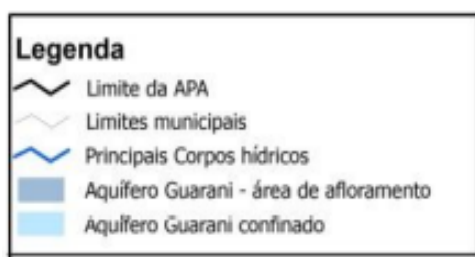 Legenda
Limite da APA
Limites municipais
Principais Corpos hídricos
Aquífero Guarani - área de afloramento
Aquífero Guarani confinado